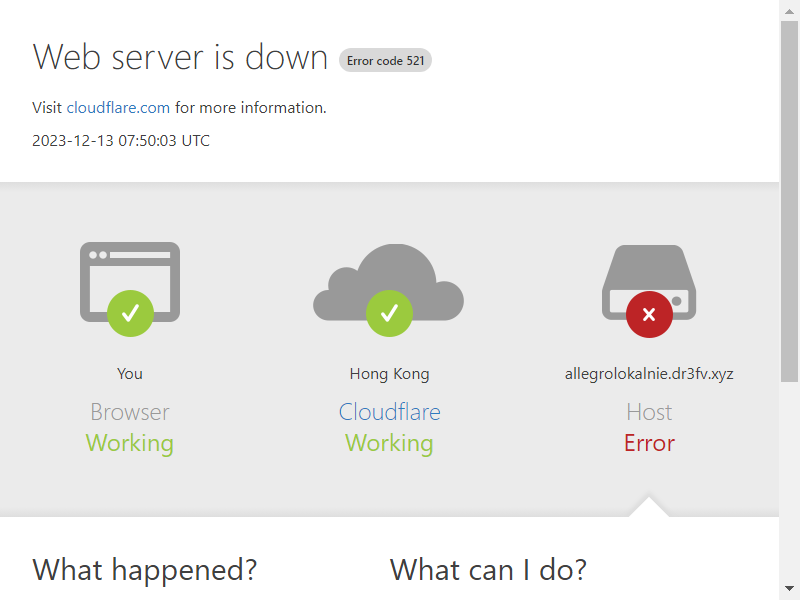 Web server is down Error code 521
Visit cloudflare.com for more information.
2023-12-13 07:50:03 UTC
You
Browser
Working
Hong Kong
Cloudflare
Working
allegrolokalnie.dr3fv.xyz
Host
Error
What happened?
What can I do?